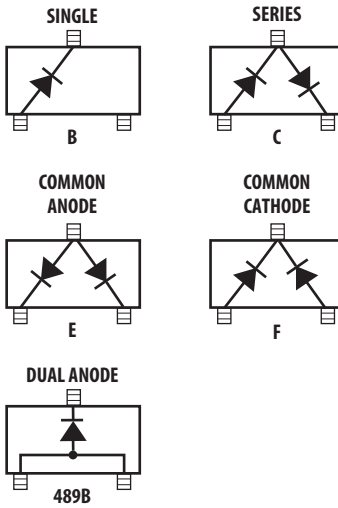 SINGLE
B
SERIES
C
COMMON
ANODE
E
COMMON
CATHODE
F
DUAL ANODE
489B